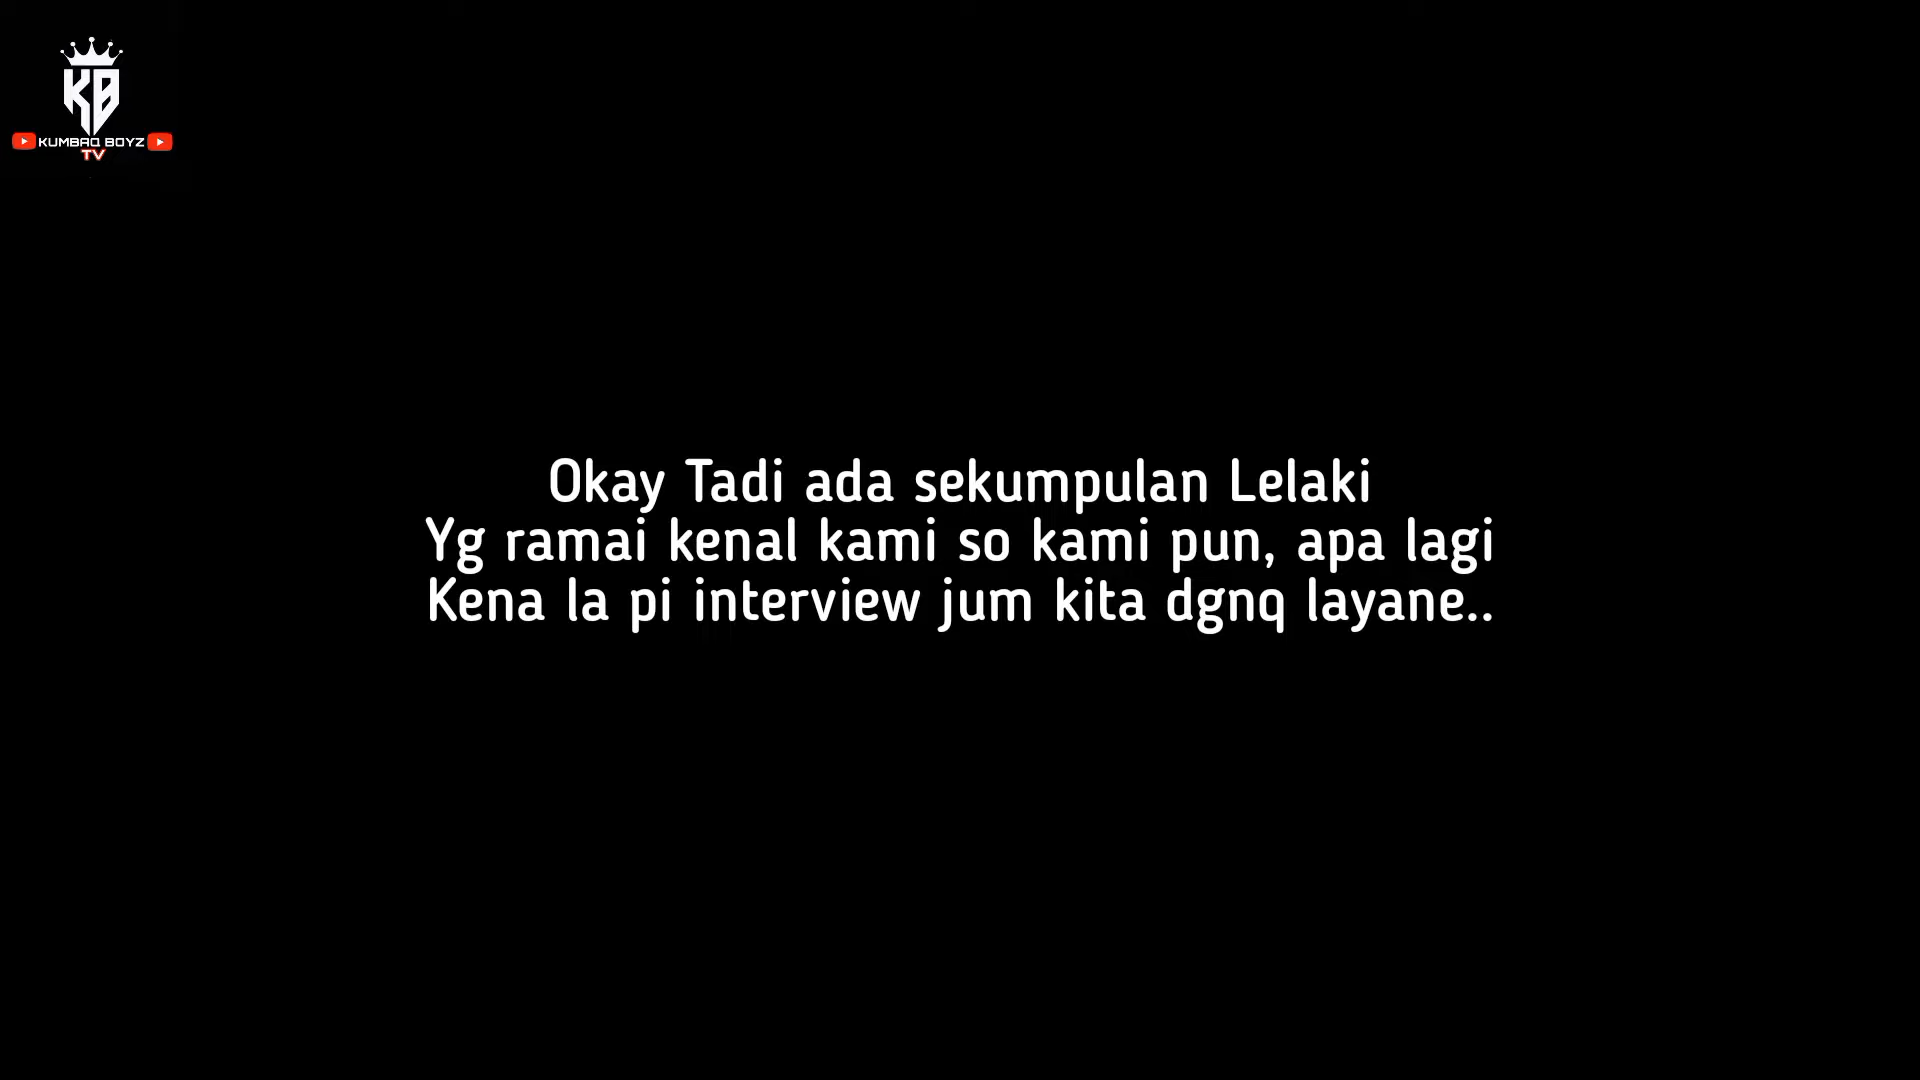 KB
KUMBAQ BOYZ
TV
Okay Tadi ada sekumpulan Lelaki
Yg ramai kenal kami so kami pun, apa lagi
Kena la pi interview jum kita dgnq layane..